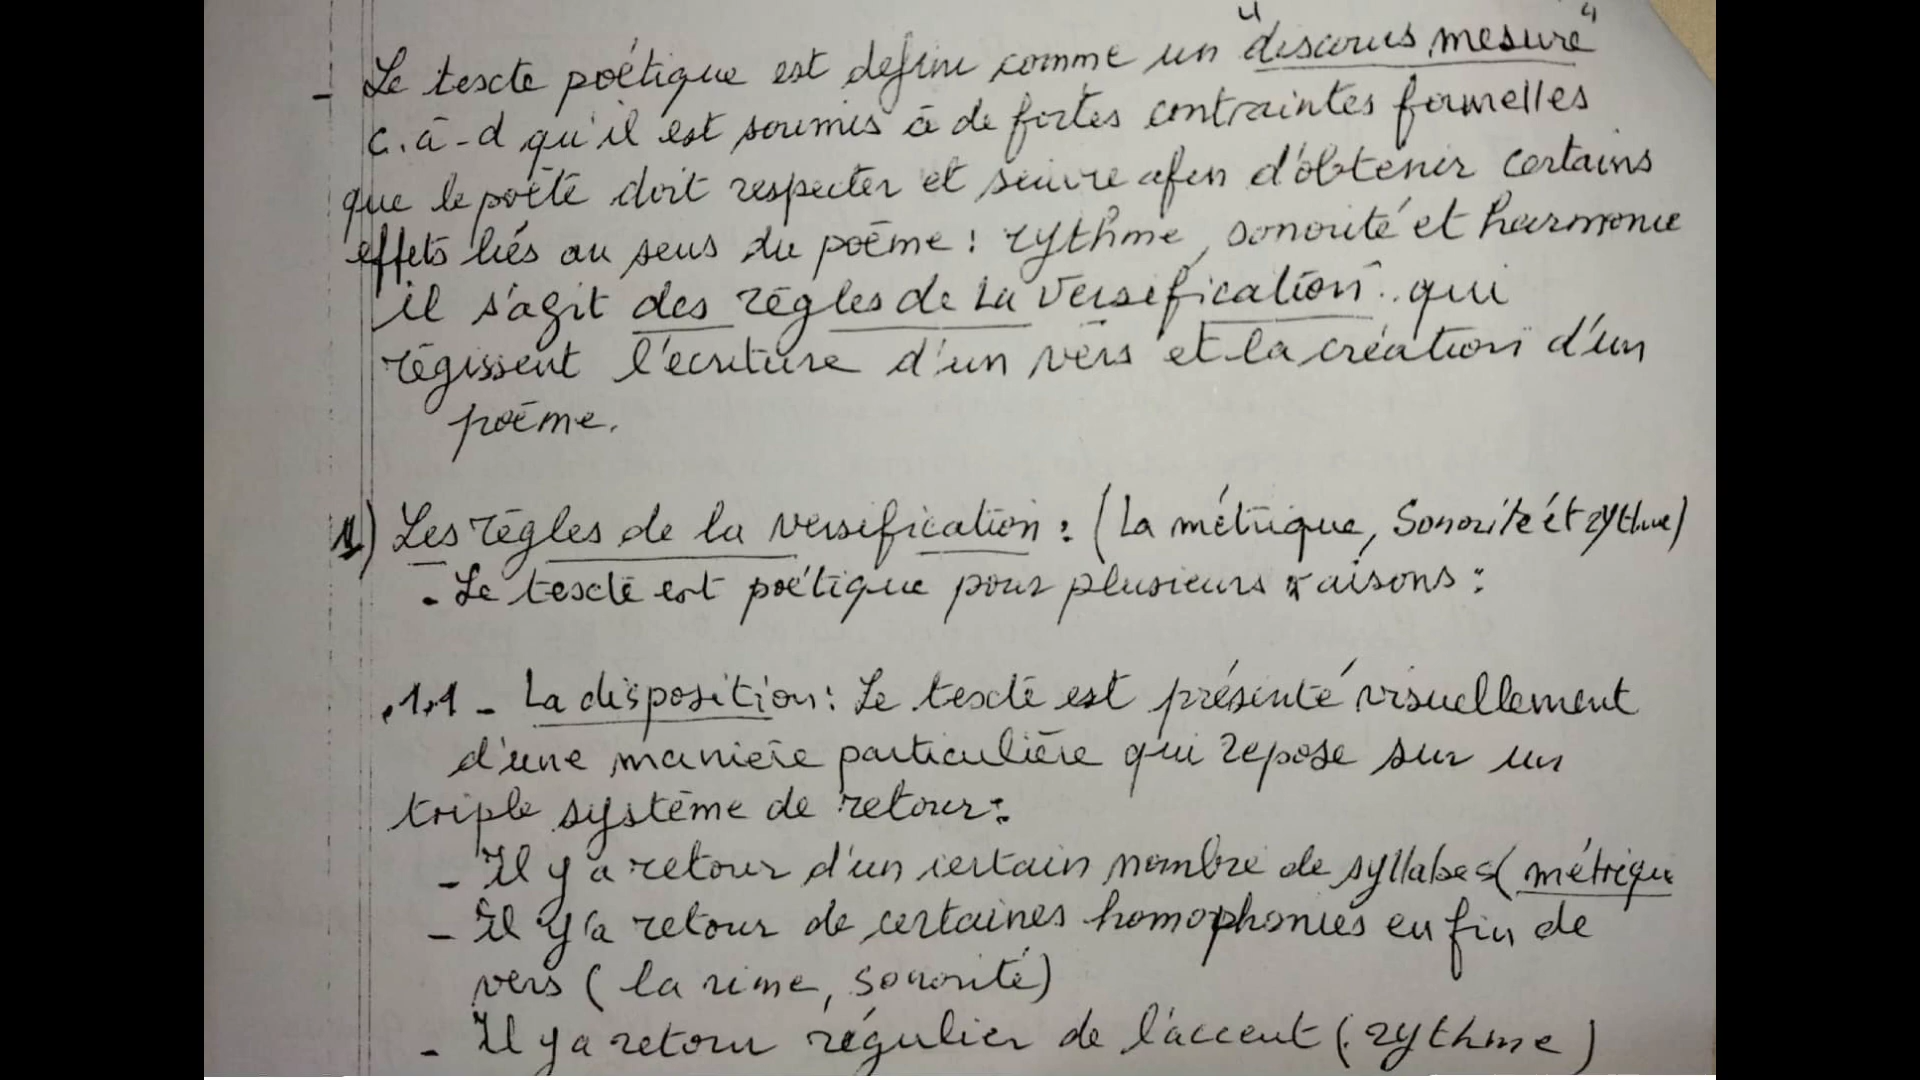 - Le texte poétique est défini comme un "discours mesuré"
c.à-d qu'il est soumis à de fortes contraintes formelles
que le poète doit respecter et suivre afin d'obtenir certains
effets liés au sens du poème : rythme, sonorité et harmonie
il s'agit des règles de la versification.. qui
régissent l'écriture d'un vers et la création d'un
poème.
1) Les règles de la versification : (La métrique, Sonorité et rythme)
- Le texte est poétique pour plusieurs raisons :
.1.1 - La disposition : Le texte est présenté visuellement
d'une manière particulière qui repose sur un
triple système de retour :
- Il y a retour d'un certain nombre de syllabes ( métrique
- Il y a retour de certaines homophonies en fin de
vers ( la rime, sonorité)
- Il y a retour régulier de l'accent ( rythme )